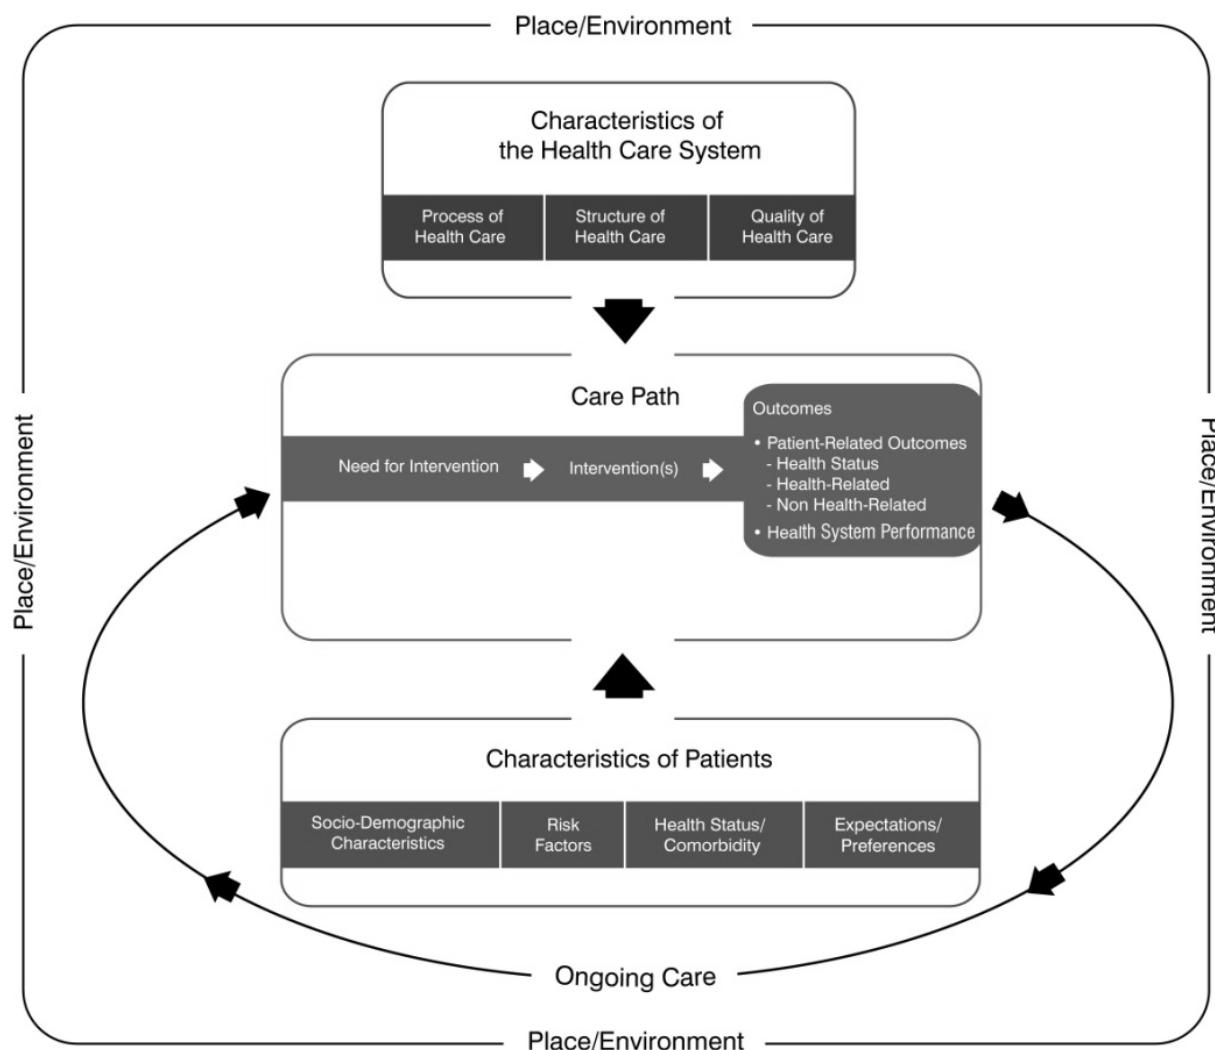 Place/Environment
Characteristics of
the Health Care System
Process of
Health Care
Structure of
Health Care
Quality of
Health Care
Care Path
Need for Intervention
Intervention(s)
Outcomes
• Patient-Related Outcomes
- Health Status
- Health-Related
- Non Health-Related
• Health System Performance
Place/Environment
Place/Environment
Characteristics of Patients
Socio-Demographic
Characteristics
Risk
Factors
Health Status/
Comorbidity
Expectations/
Preferences
Ongoing Care
Place/Environment